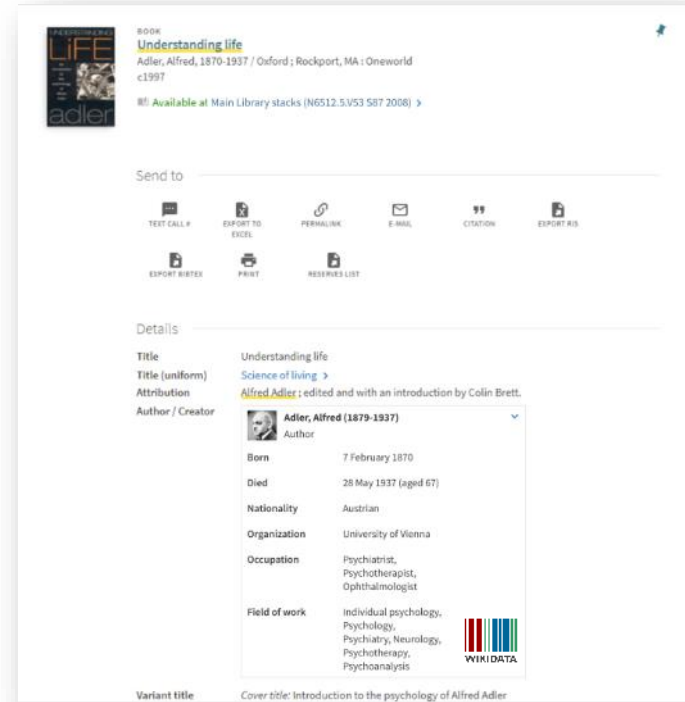 UNDERSTANDING
LiFE
adler
BOOK
Understanding life
Adler, Alfred, 1870-1937 / Oxford ; Rockport, MA : Oneworld
c1997
Available at Main Library stacks (N6512.5.V53 S87 2008) >
Send to
TEXT CALL #
EXPORT TO EXCEL
PERMALINK
E-MAIL
CITATION
EXPORT RIS
EXPORT BIBTEX
PRINT
RESERVES LIST
Details
Title Understanding life
Title (uniform) Science of living >
Attribution Alfred Adler ; edited and with an introduction by Colin Brett.
Author / Creator Adler, Alfred (1879-1937)
Author
Born 7 February 1870
Died 28 May 1937 (aged 67)
Nationality Austrian
Organization University of Vienna
Occupation Psychiatrist,
Psychotherapist,
Ophthalmologist
Field of work Individual psychology,
Psychology,
Psychiatry, Neurology,
Psychotherapy,
Psychoanalysis
WIKIDATA
Variant title Cover title: Introduction to the psychology of Alfred Adler